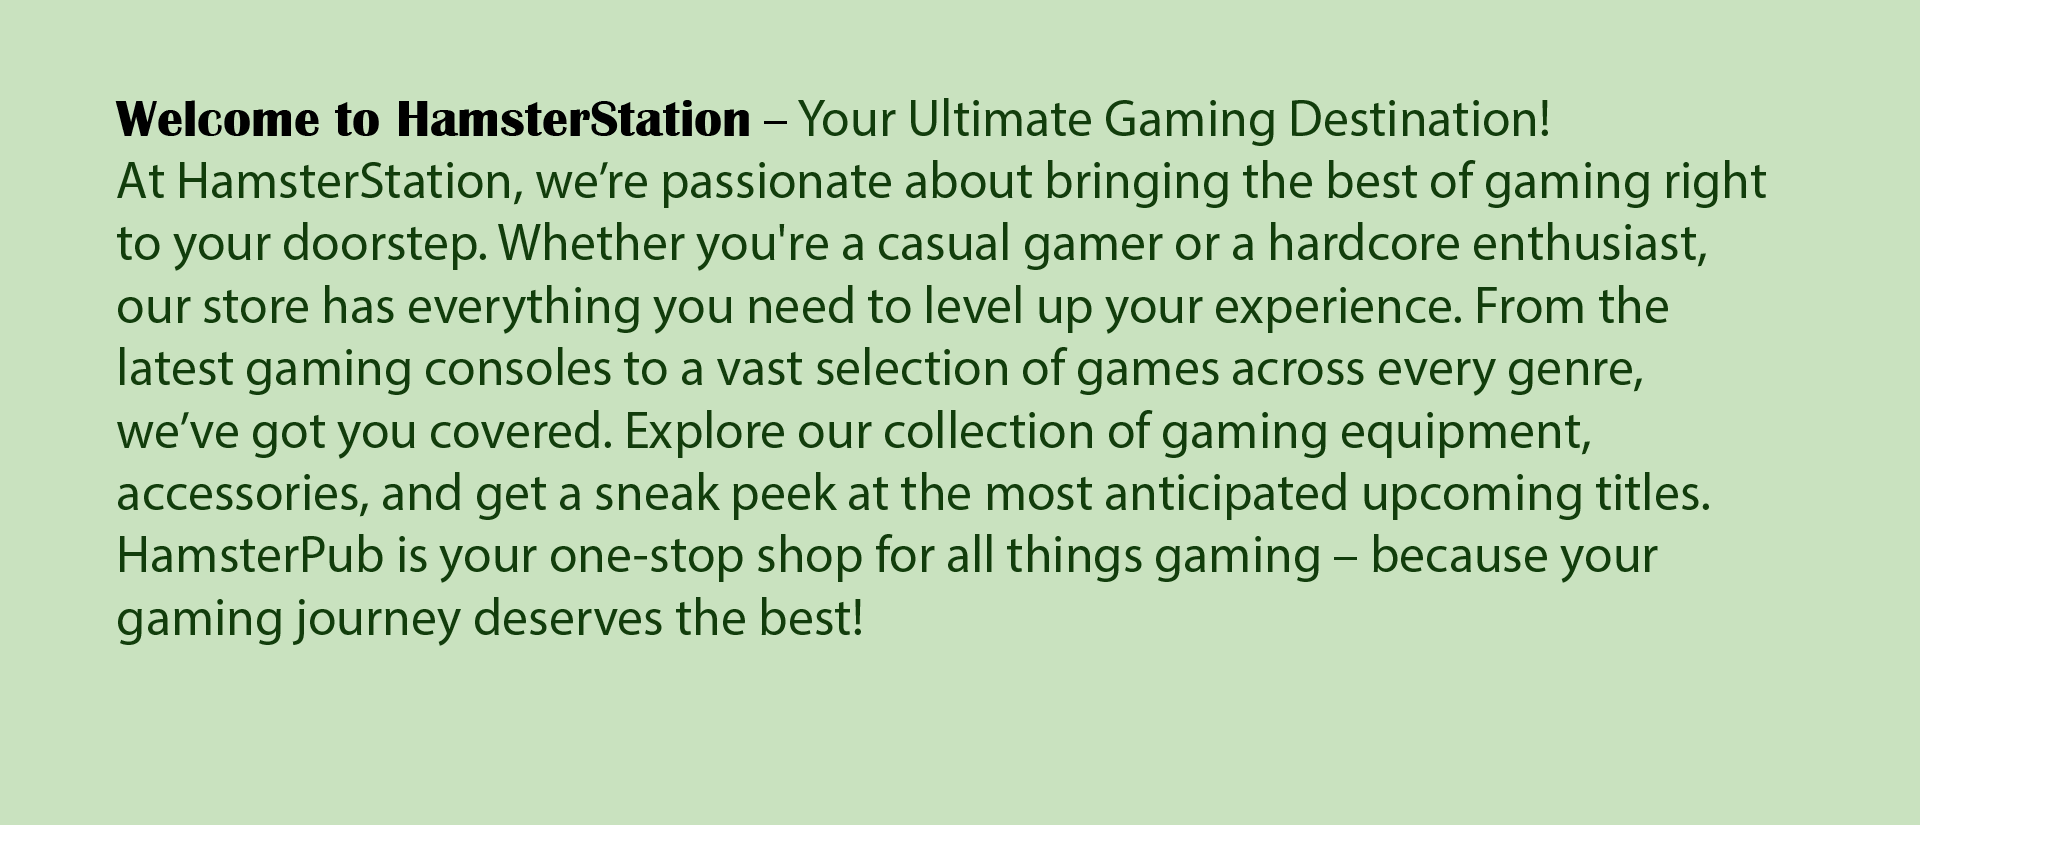 Welcome to HamsterStation – Your Ultimate Gaming Destination!
At HamsterStation, we’re passionate about bringing the best of gaming right
to your doorstep. Whether you're a casual gamer or a hardcore enthusiast,
our store has everything you need to level up your experience. From the
latest gaming consoles to a vast selection of games across every genre,
we’ve got you covered. Explore our collection of gaming equipment,
accessories, and get a sneak peek at the most anticipated upcoming titles.
HamsterPub is your one-stop shop for all things gaming – because your
gaming journey deserves the best!